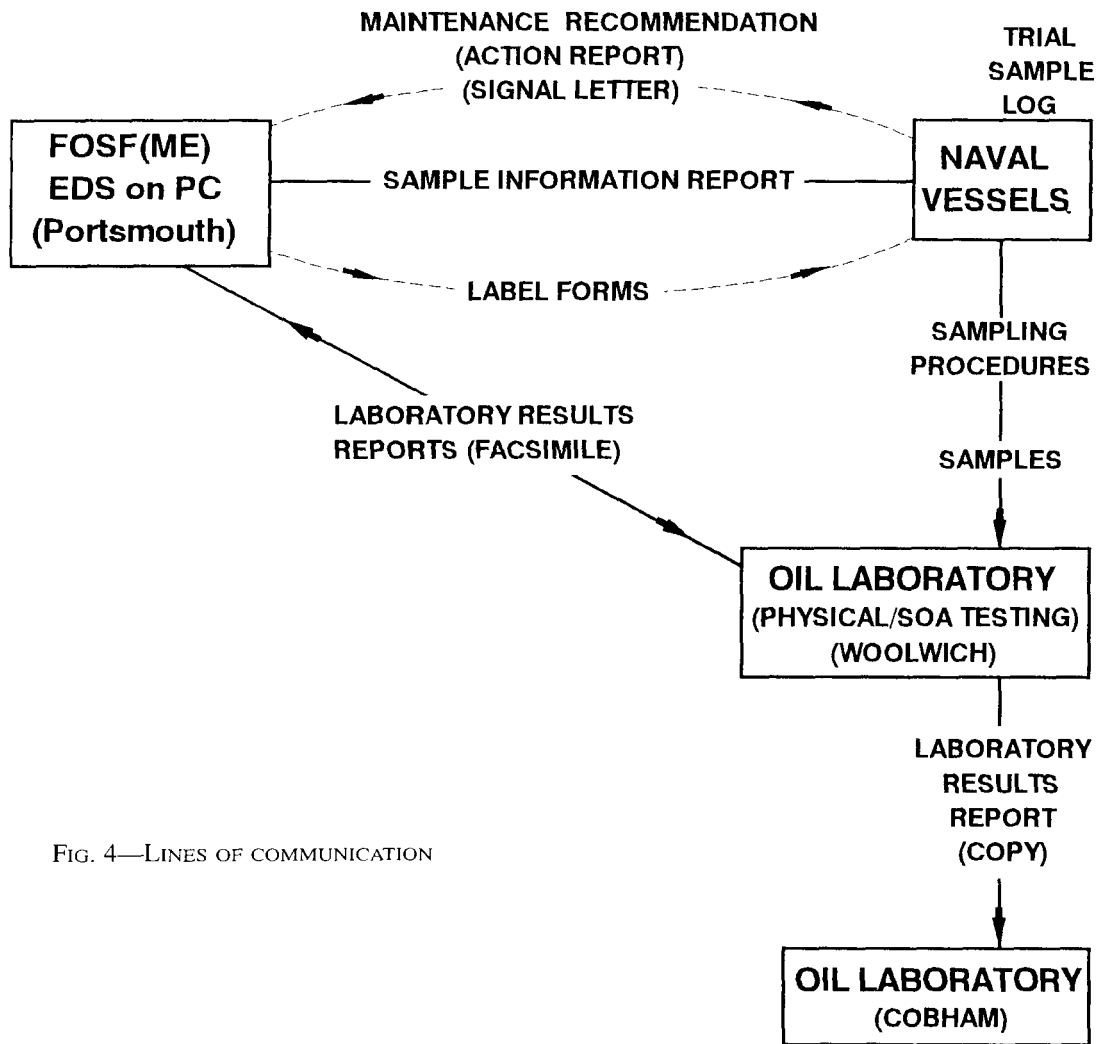 MAINTENANCE RECOMMENDATION
(ACTION REPORT)
(SIGNAL LETTER)
TRIAL
SAMPLE
LOG
FOSF(ME)
EDS on PC
(Portsmouth)
SAMPLE INFORMATION REPORT
NAVAL
VESSELS
LABEL FORMS
SAMPLING
PROCEDURES
LABORATORY RESULTS
REPORTS (FACSIMILE)
SAMPLES
OIL LABORATORY
(PHYSICAL/SOA TESTING)
(WOOLWICH)
LABORATORY
RESULTS
REPORT
(COPY)
FIG. 4—LINES OF COMMUNICATION
OIL LABORATORY
(COBHAM)